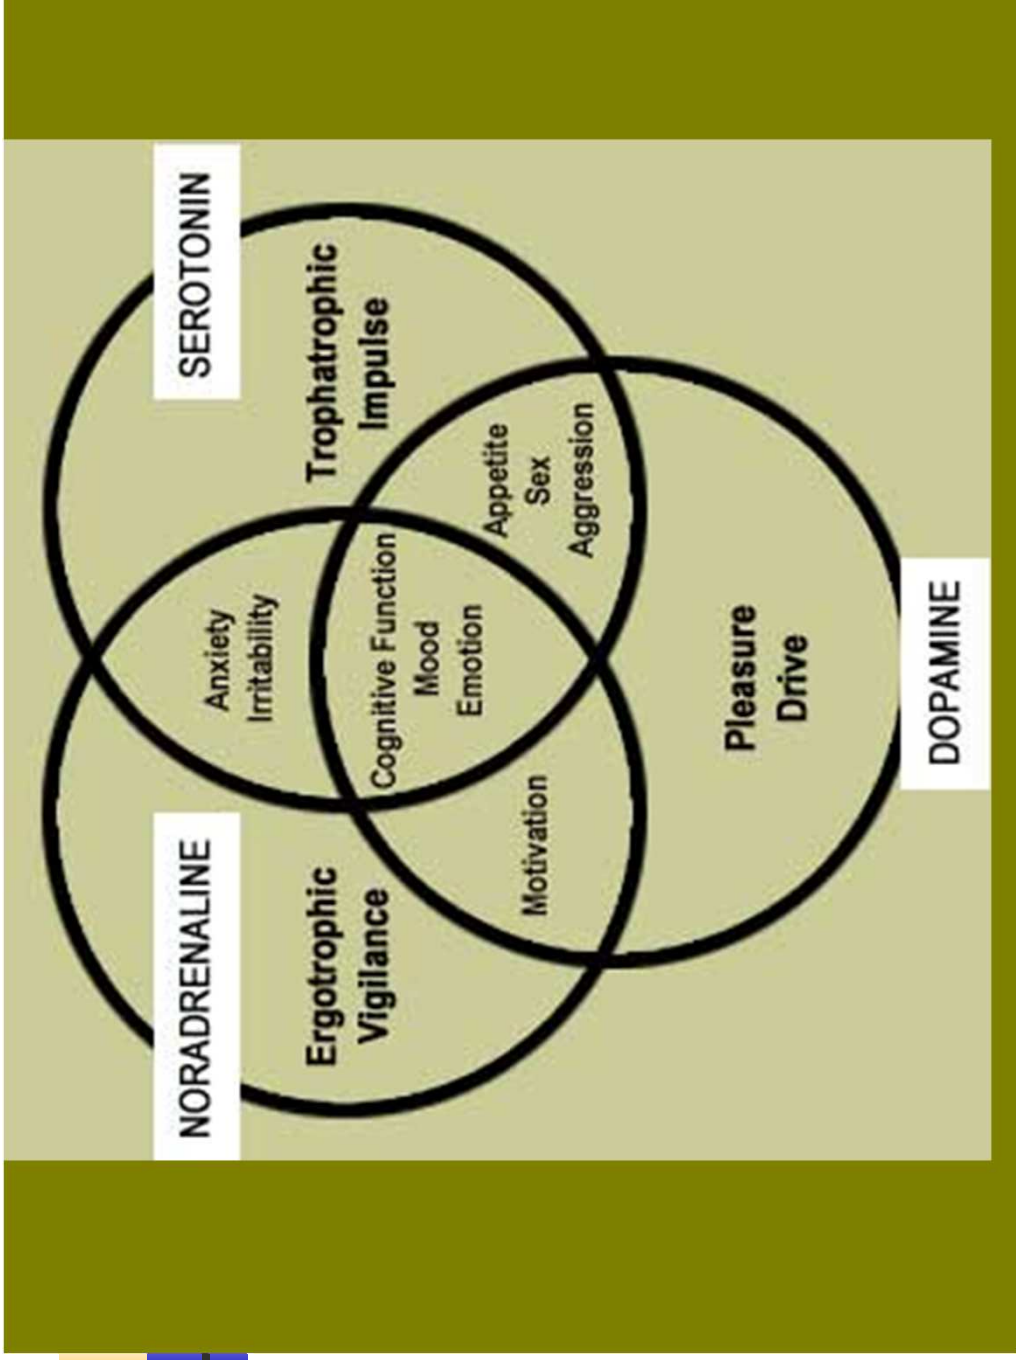 NORADRENALINE
SEROTONIN
Ergotrophic
Vigilance
Anxiety
Irritability
Trophatrophic
Impulse
Cognitive Function
Mood
Emotion
Motivation
Appetite
Sex
Aggression
Pleasure
Drive
DOPAMINE